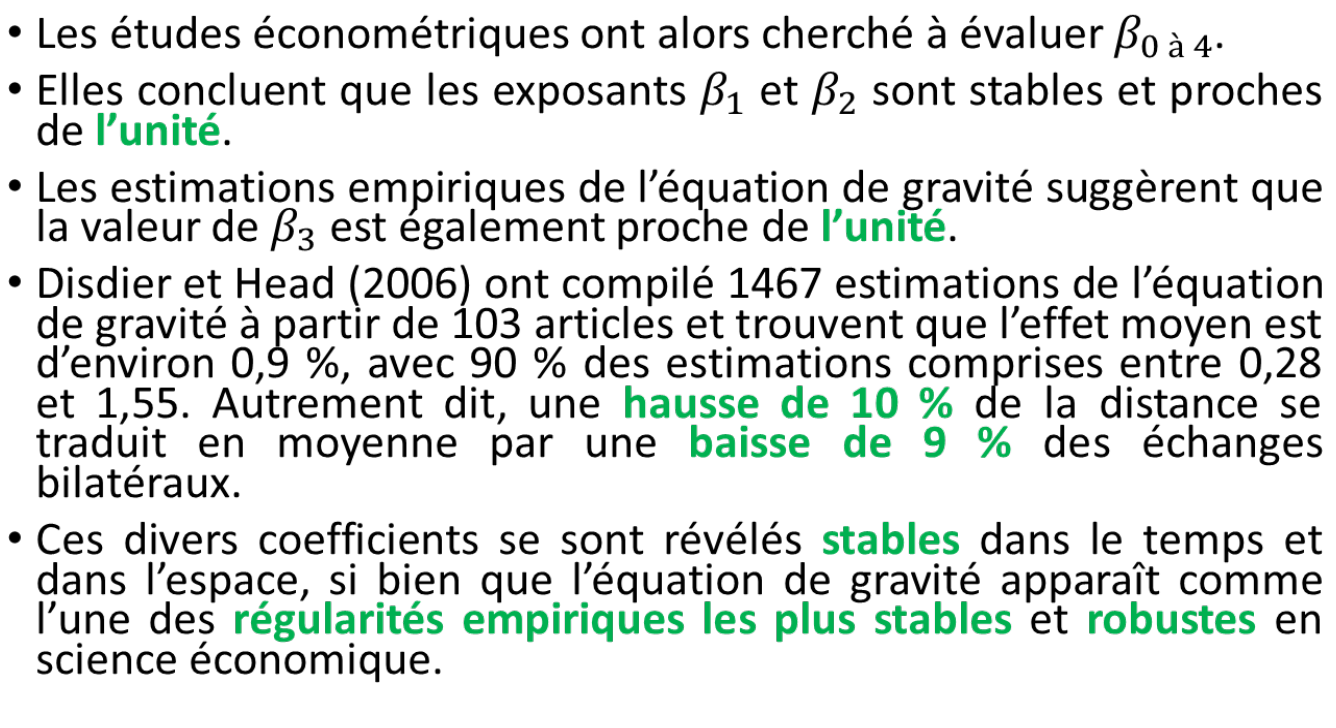 • Les études économétriques ont alors cherché à évaluer β₀ à ₄.
• Elles concluent que les exposants β₁ et β₂ sont stables et proches
de l’unité.
• Les estimations empiriques de l’équation de gravité suggèrent que
la valeur de β₃ est également proche de l’unité.
• Disdier et Head (2006) ont compilé 1467 estimations de l’équation
de gravité à partir de 103 articles et trouvent que l’effet moyen est
d’environ 0,9 %, avec 90 % des estimations comprises entre 0,28
et 1,55. Autrement dit, une hausse de 10 % de la distance se
traduit en moyenne par une baisse de 9 % des échanges
bilatéraux.
• Ces divers coefficients se sont révélés stables dans le temps et
dans l’espace, si bien que l’équation de gravité apparaît comme
l’une des régularités empiriques les plus stables et robustes en
science économique.